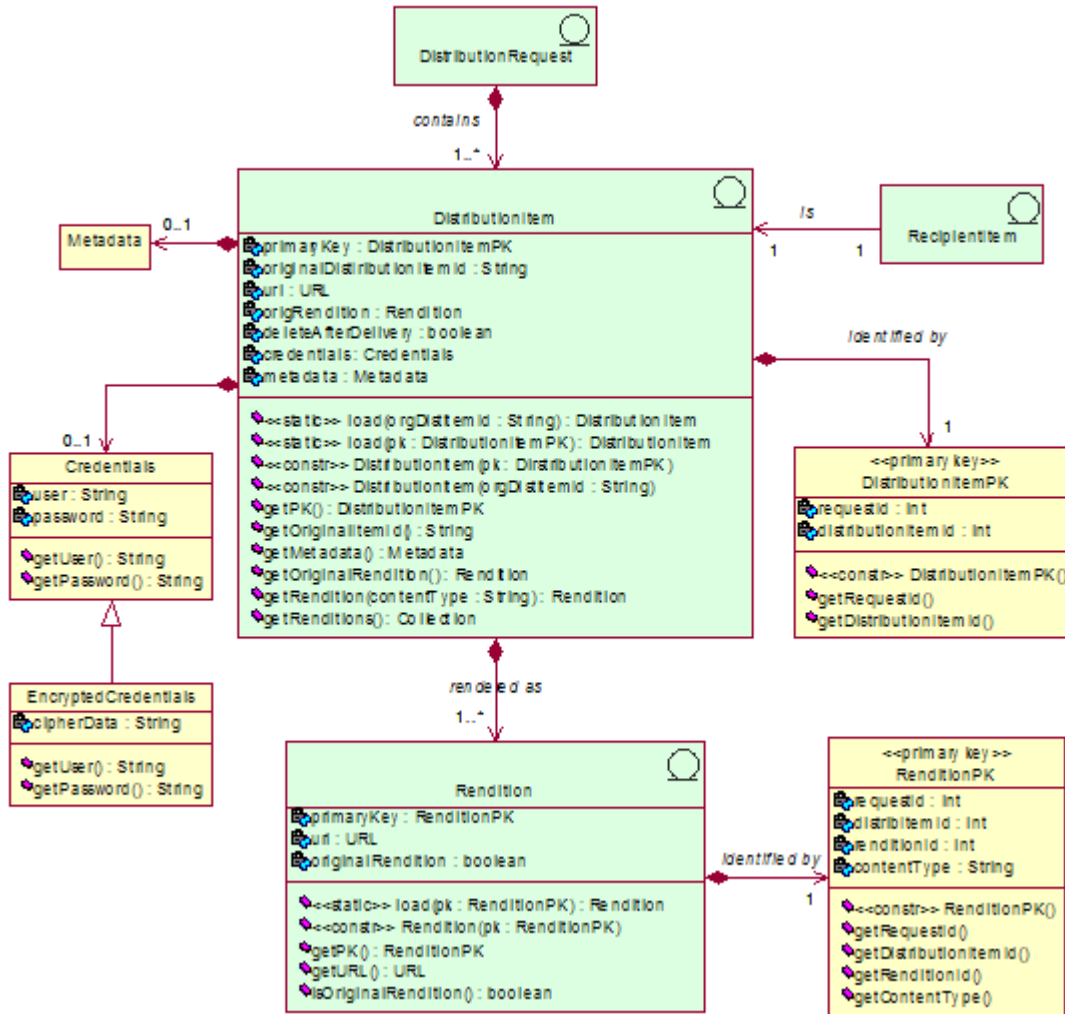 DistributionRequest
contains
1..*
DistributionItem
primaryKey : DistributionItemPK
originalDistributionItemId : String
url : URL
origRendition : Rendition
deleteAfterDelivery : boolean
credentials : Credentials
metadata : Metadata
<<static>> load(orgDistItemId : String) : DistributionItem
<<static>> load(pk : DistributionItemPK) : DistributionItem
<<constr>> DistributionItem(pk : DirstributionItemPK)
<<constr>> DistributionItem(orgDistItemId : String)
getPK() : DistributionItemPK
getOriginalItemId() : String
getMetadata() : Metadata
getOriginalRendition() : Rendition
getRendition(contentType : String) : Rendition
getRenditions() : Collection
0..1
Metadata
is
1
1
RecipientItem
identified by
1
<<primary key>>
DistributionItemPK
requestId : int
distributionItemId : int
<<constr>> DistributionItemPK()
getRequestId()
getDistributionItemId()
0..1
Credentials
user : String
password : String
getUser() : String
getPassword() : String
EncryptedCredentials
cipherData : String
getUser() : String
getPassword() : String
rendered as
1..*
Rendition
primaryKey : RenditionPK
url : URL
originalRendition : boolean
<<static>> load(pk : RenditionPK) : Rendition
<<constr>> Rendition(pk : RenditionPK)
getPK() : RenditionPK
getURL() : URL
isOriginalRendition() : boolean
identified by
1
<<primary key>>
RenditionPK
requestId : int
distribItemId : int
renditionId : int
contentType : String
<<constr>> RenditionPK()
getRequestId()
getDistributionItemId()
getRenditionId()
getContentType()